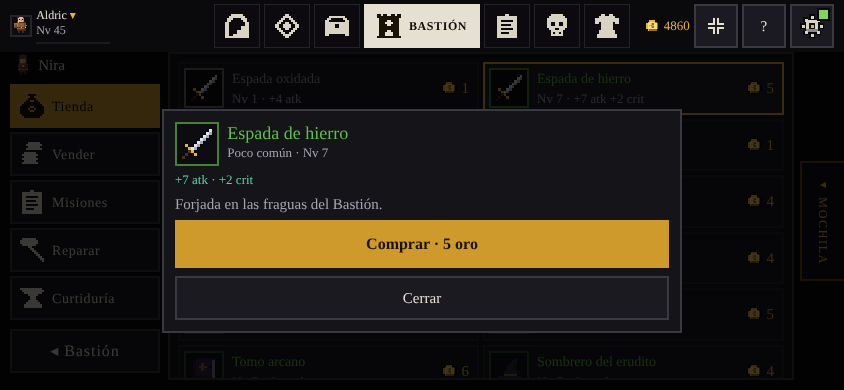 Aldric ▾
Nv 45
BASTIÓN
4860
?
Nira
Tienda
Vender
Misiones
Reparar
Curtiduría
◂ Bastión
Espada oxidada
Nv 1 · +4 atk
1
Espada de hierro
Nv 7 · +7 atk +2 crit
5
1
4
4
5
Espada de hierro
Poco común · Nv 7
+7 atk · +2 crit
Forjada en las fraguas del Bastión.
Comprar · 5 oro
Cerrar
Tomo arcano
6
Sombrero del erudito
4
◂ MOCHILA